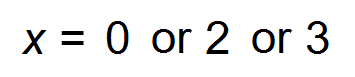 x = 0 or 2 or 3